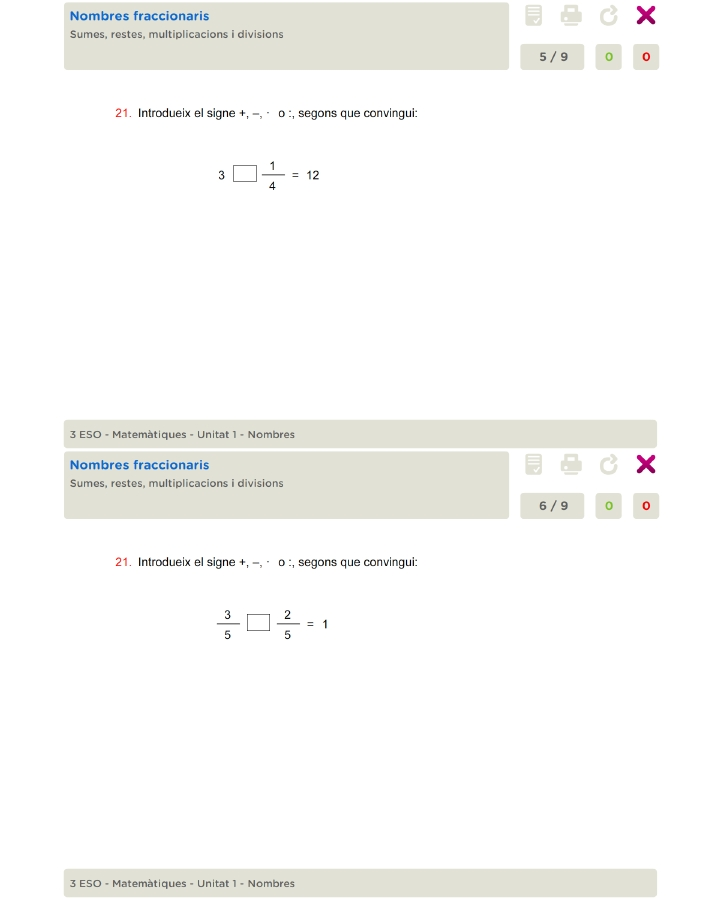 Nombres fraccionaris
Sumes, restes, multiplicacions i divisions
5 / 9 0 0
21. Introdueix el signe +, –, · o :, segons que convingui:
3 □ 1/4 = 12
3 ESO - Matemàtiques - Unitat 1 - Nombres
Nombres fraccionaris
Sumes, restes, multiplicacions i divisions
6 / 9 0 0
21. Introdueix el signe +, –, · o :, segons que convingui:
3/5 □ 2/5 = 1
3 ESO - Matemàtiques - Unitat 1 - Nombres